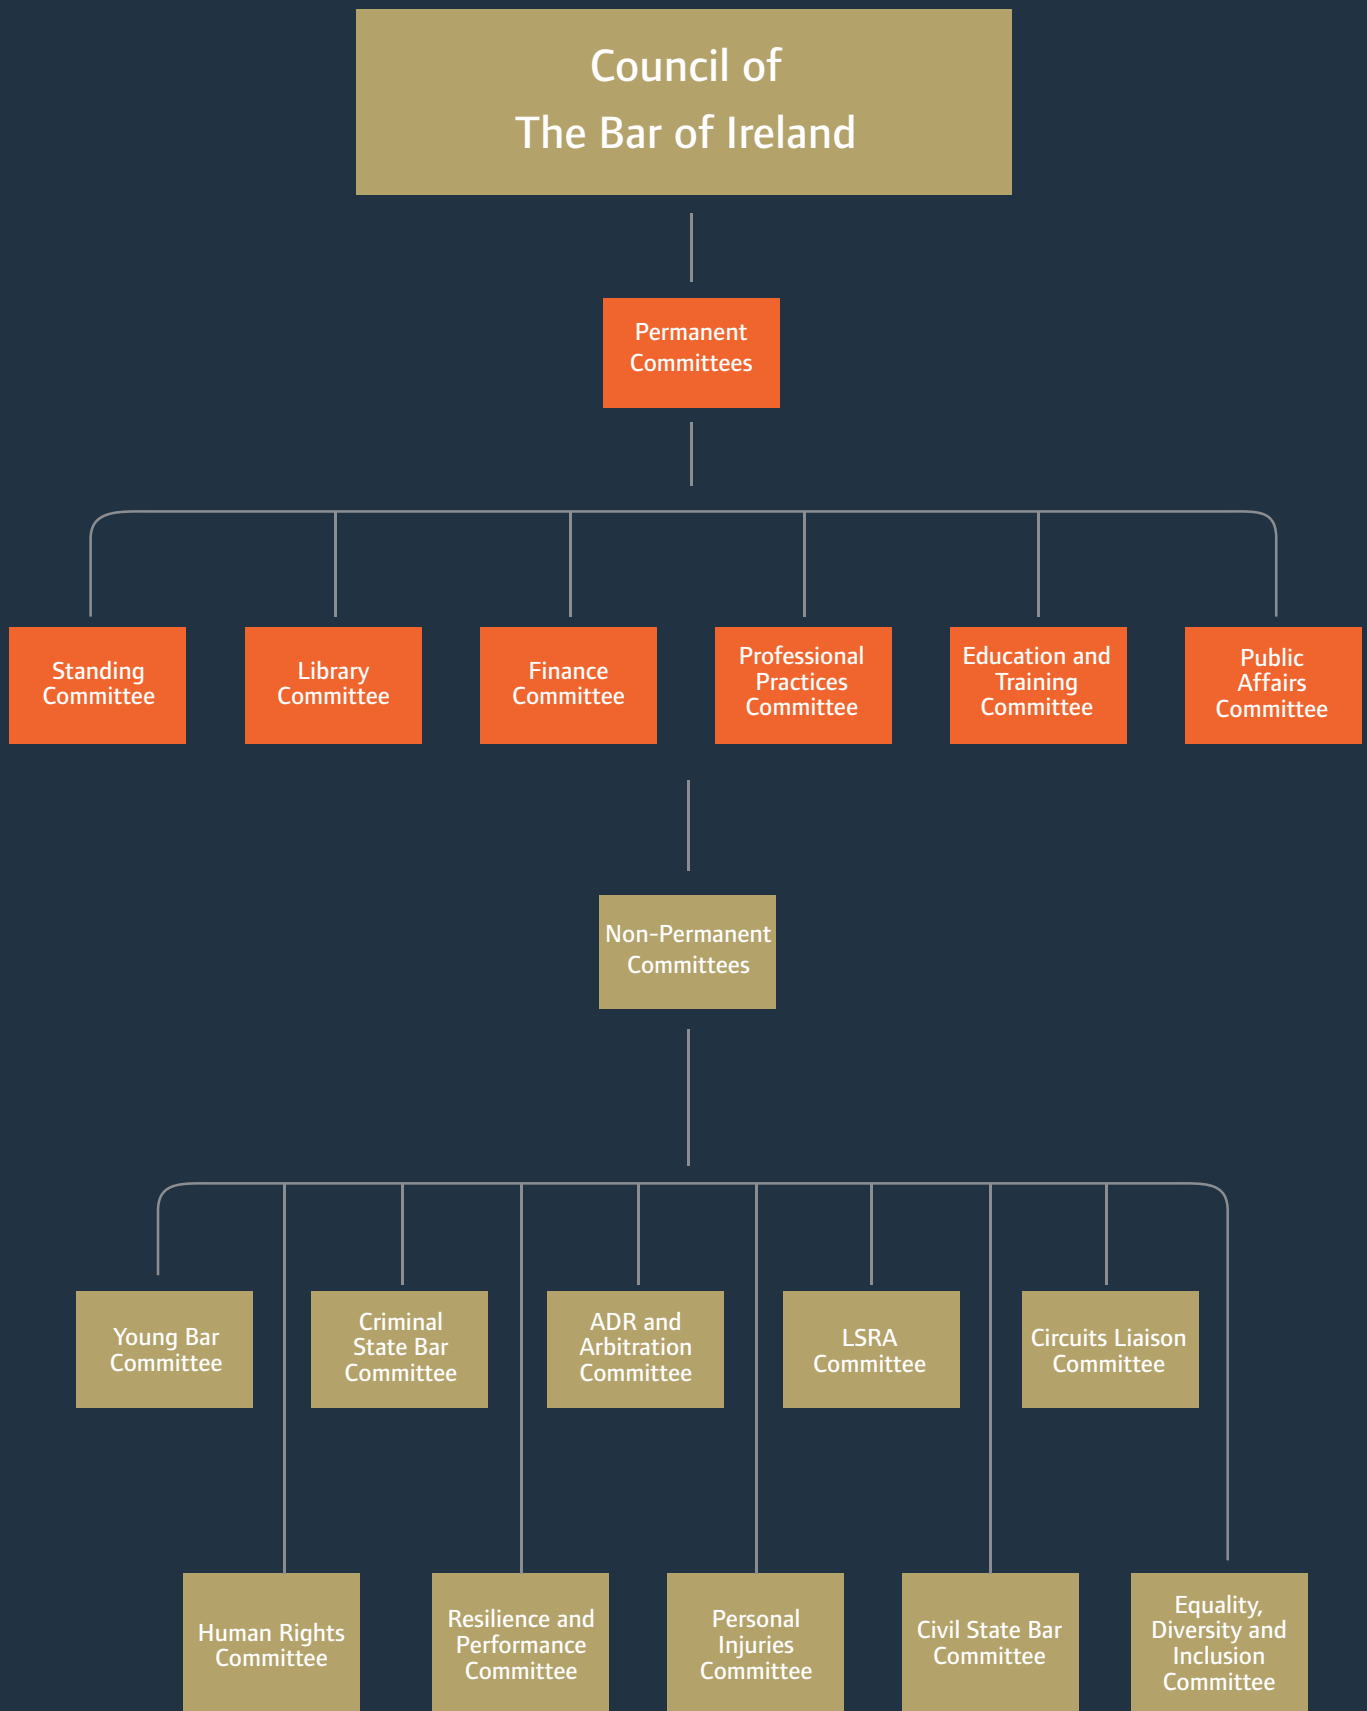 Council of
The Bar of Ireland
Permanent
Committees
Standing
Committee
Library
Committee
Finance
Committee
Professional
Practices
Committee
Education and
Training
Committee
Public
Affairs
Committee
Non-Permanent
Committees
Young Bar
Committee
Criminal
State Bar
Committee
ADR and
Arbitration
Committee
LSRA
Committee
Circuits Liaison
Committee
Human Rights
Committee
Resilience and
Performance
Committee
Personal
Injuries
Committee
Civil State Bar
Committee
Equality,
Diversity and
Inclusion
Committee